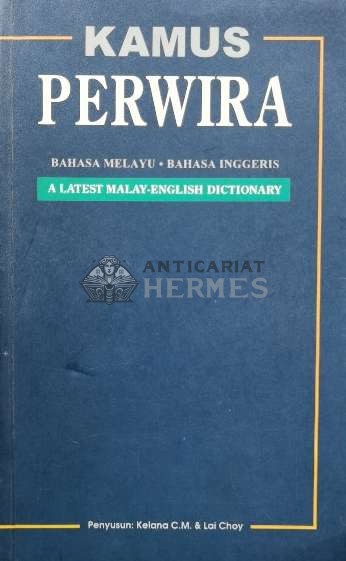 KAMUS
PERWIRA
BAHASA MELAYU • BAHASA INGGERIS
A LATEST MALAY-ENGLISH DICTIONARY
ANTICARIAT
HERMES
Penyusun: Kelana C.M. & Lai Choy